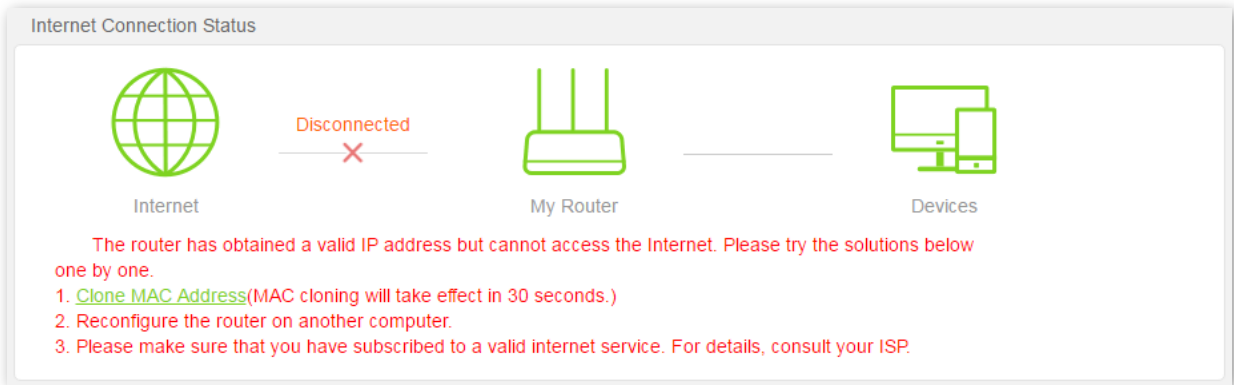 Internet Connection Status
Disconnected
Internet
My Router
Devices
The router has obtained a valid IP address but cannot access the Internet. Please try the solutions below
one by one.
1. Clone MAC Address(MAC cloning will take effect in 30 seconds.)
2. Reconfigure the router on another computer.
3. Please make sure that you have subscribed to a valid internet service. For details, consult your ISP.